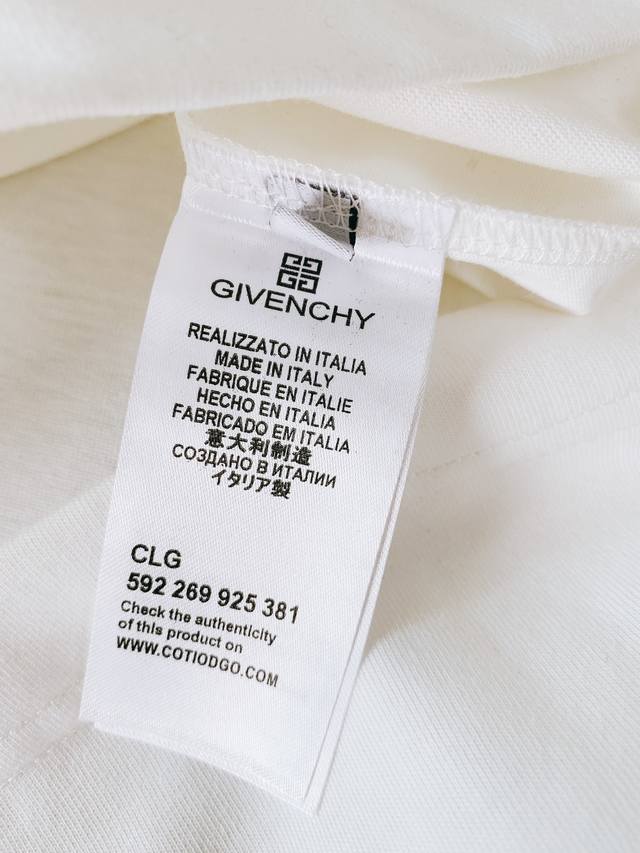 GIVENCHY
REALIZZATO IN ITALIA
MADE IN ITALY
FABRIQUE EN ITALIE
HECHO EN ITALIA
FABRICADO EM ITALIA
意大利制造
СОЗДАНО В ИТАЛИИ
イタリア製
CLG
592 269 925 381
Check the authenticity
of this product on
WWW.COTIODGO.COM